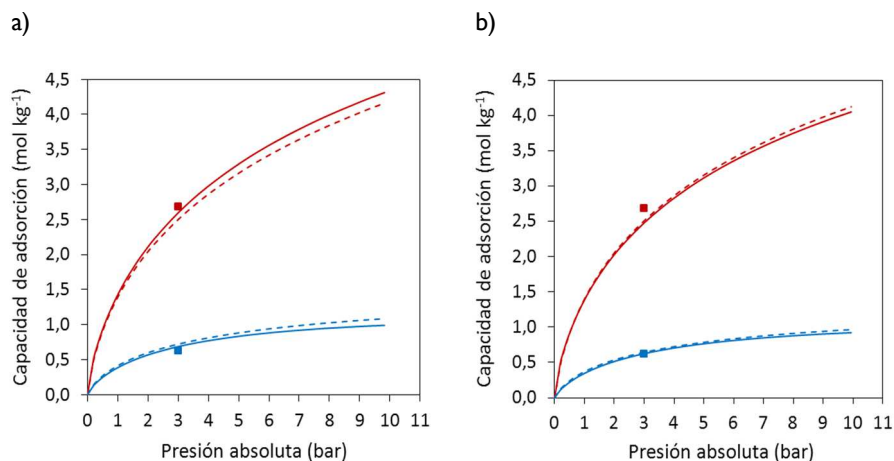 a)
b)
Capacidad de adsorción (mol kg⁻¹)
4,5
4,0
3,5
3,0
2,5
2,0
1,5
1,0
0,5
0,0
0 1 2 3 4 5 6 7 8 9 10 11
Presión absoluta (bar)
Capacidad de adsorción (mol kg⁻¹)
4,5
4,0
3,5
3,0
2,5
2,0
1,5
1,0
0,5
0,0
0 1 2 3 4 5 6 7 8 9 10 11
Presión absoluta (bar)